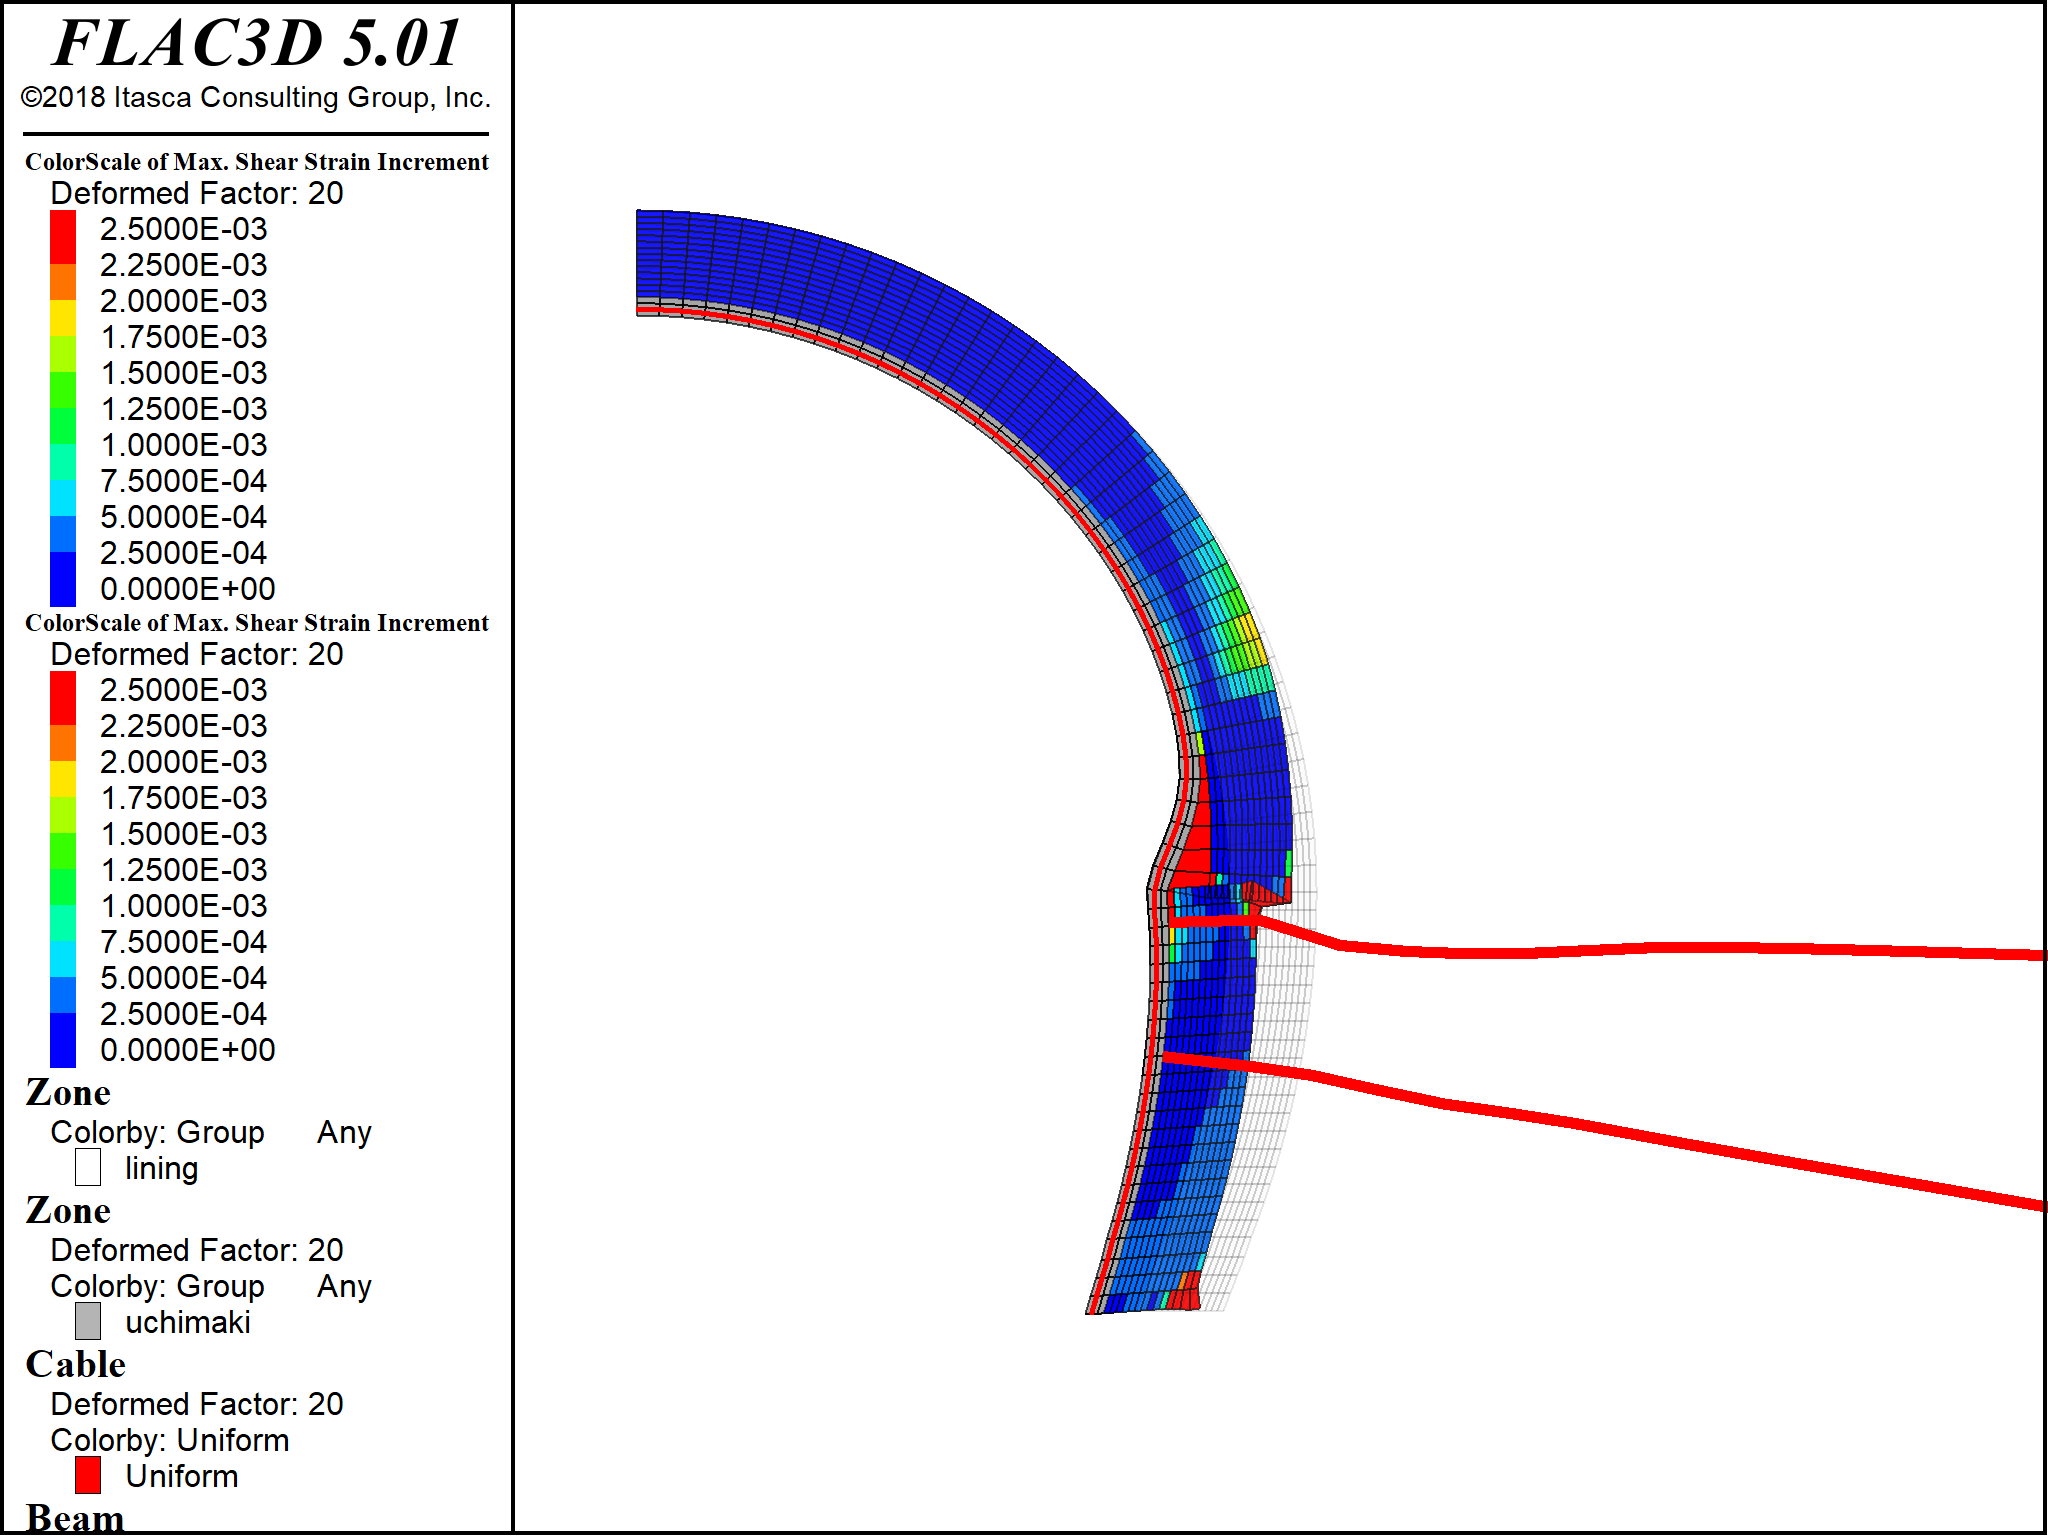 FLAC3D 5.01
©2018 Itasca Consulting Group, Inc.
ColorScale of Max. Shear Strain Increment
Deformed Factor: 20
2.5000E-03
2.2500E-03
2.0000E-03
1.7500E-03
1.5000E-03
1.2500E-03
1.0000E-03
7.5000E-04
5.0000E-04
2.5000E-04
0.0000E+00
ColorScale of Max. Shear Strain Increment
Deformed Factor: 20
2.5000E-03
2.2500E-03
2.0000E-03
1.7500E-03
1.5000E-03
1.2500E-03
1.0000E-03
7.5000E-04
5.0000E-04
2.5000E-04
0.0000E+00
Zone
Colorby: Group Any
lining
Zone
Deformed Factor: 20
Colorby: Group Any
uchimaki
Cable
Deformed Factor: 20
Colorby: Uniform
Uniform
Beam